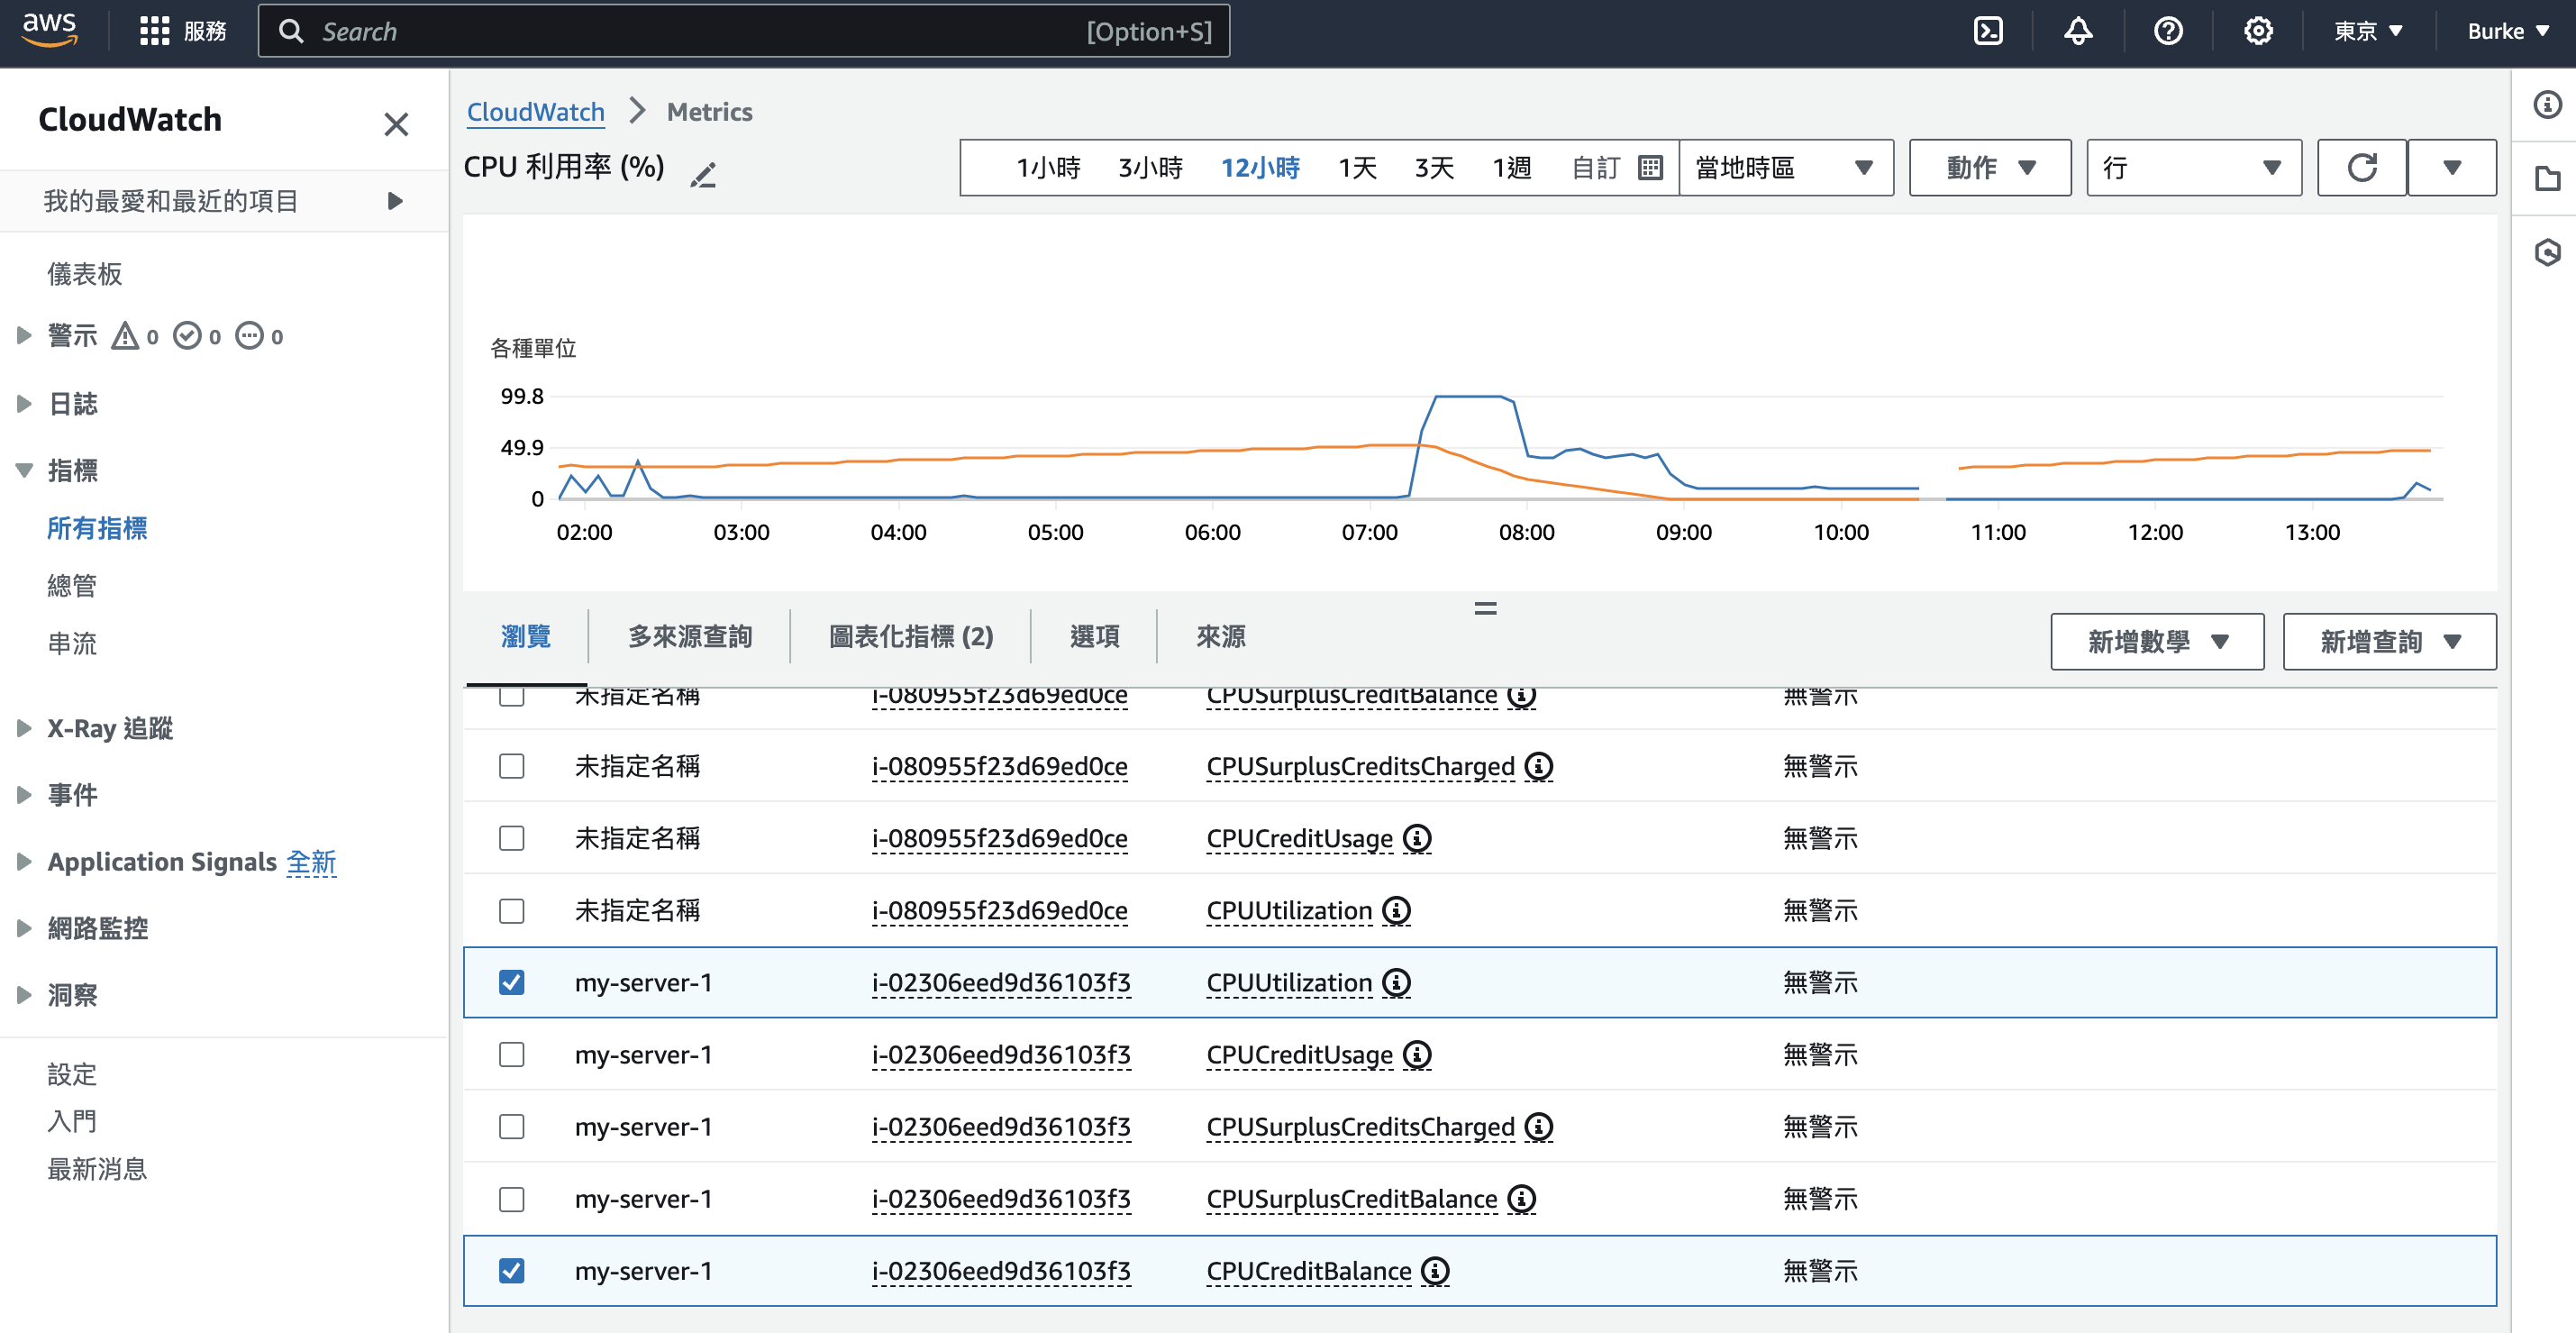 aws
服務
Search
[Option+S]
東京
Burke
CloudWatch
我的最愛和最近的項目
儀表板
警示 0 0 0
日誌
指標
所有指標
總管
串流
X-Ray 追蹤
事件
Application Signals 全新
網路監控
洞察
設定
入門
最新消息
CloudWatch
Metrics
CPU 利用率 (%)
1小時 3小時 12小時 1天 3天 1週 自訂
當地時區
動作
行
各種單位
99.8
49.9
0
02:00 03:00 04:00 05:00 06:00 07:00 08:00 09:00 10:00 11:00 12:00 13:00
瀏覽 多來源查詢 圖表化指標 (2) 選項 來源
新增數學
新增查詢
未指定名稱 i-080955f23d69ed0ce CPUSurplusCreditBalance 無警示
未指定名稱 i-080955f23d69ed0ce CPUSurplusCreditsCharged 無警示
未指定名稱 i-080955f23d69ed0ce CPUCreditUsage 無警示
未指定名稱 i-080955f23d69ed0ce CPUUtilization 無警示
my-server-1 i-02306eed9d36103f3 CPUUtilization 無警示
my-server-1 i-02306eed9d36103f3 CPUCreditUsage 無警示
my-server-1 i-02306eed9d36103f3 CPUSurplusCreditsCharged 無警示
my-server-1 i-02306eed9d36103f3 CPUSurplusCreditBalance 無警示
my-server-1 i-02306eed9d36103f3 CPUCreditBalance 無警示